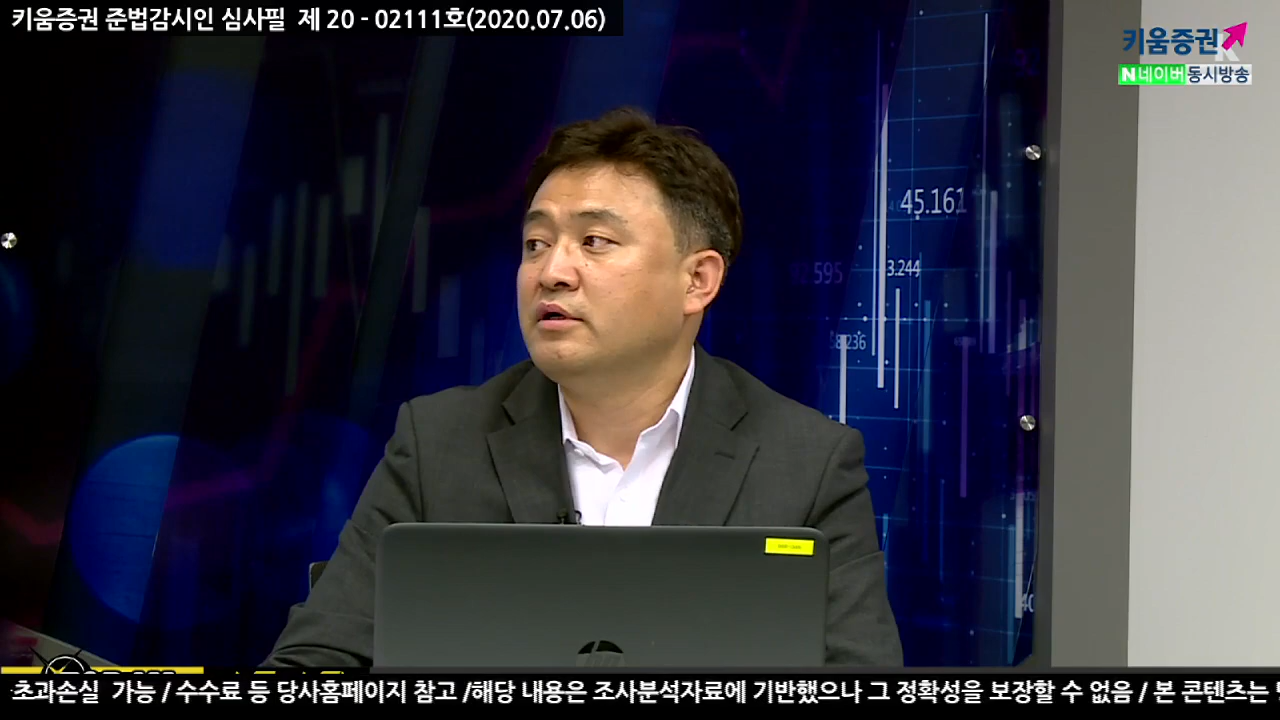 키움증권 준법감시인 심사필 제 20 - 02111호(2020.07.06)
키움증권
N 네이버 동시방송
45.161
3.244
595
8.236
hp
초과손실 가능 / 수수료 등 당사홈페이지 참고 /해당 내용은 조사분석자료에 기반했으나 그 정확성을 보장할 수 없음 / 본 콘텐츠는